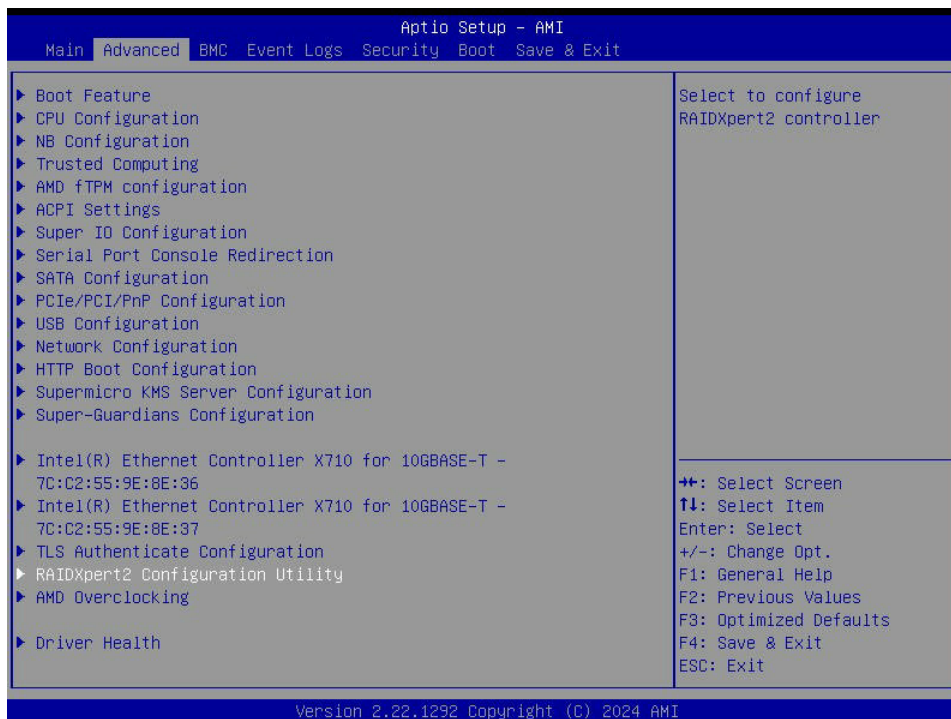 Aptio Setup – AMI
Main Advanced BMC Event Logs Security Boot Save & Exit
Boot Feature
CPU Configuration
NB Configuration
Trusted Computing
AMD fTPM configuration
ACPI Settings
Super IO Configuration
Serial Port Console Redirection
SATA Configuration
PCIe/PCI/PnP Configuration
USB Configuration
Network Configuration
HTTP Boot Configuration
Supermicro KMS Server Configuration
Super-Guardians Configuration
Intel(R) Ethernet Controller X710 for 10GBASE-T –
7C:C2:55:9E:8E:36
Intel(R) Ethernet Controller X710 for 10GBASE-T –
7C:C2:55:9E:8E:37
TLS Authenticate Configuration
RAIDXpert2 Configuration Utility
AMD Overclocking
Driver Health
Select to configure
RAIDXpert2 controller
→←: Select Screen
↑↓: Select Item
Enter: Select
+/-: Change Opt.
F1: General Help
F2: Previous Values
F3: Optimized Defaults
F4: Save & Exit
ESC: Exit
Version 2.22.1292 Copyright (C) 2024 AMI